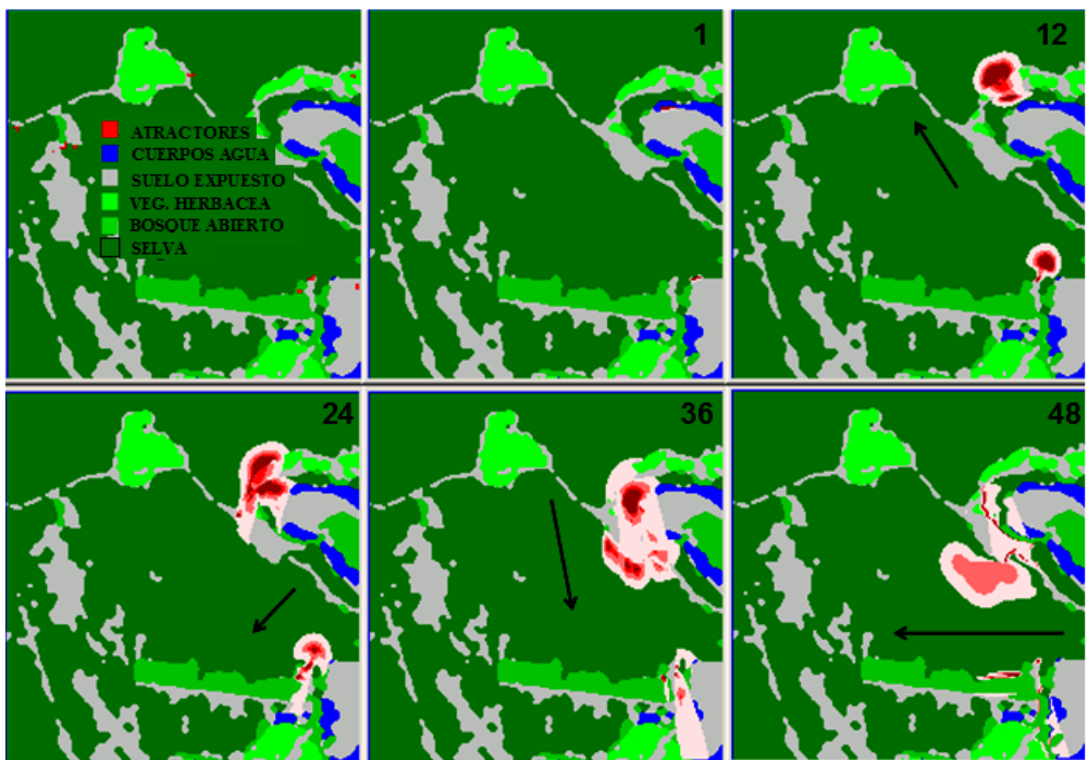 1
12
ATRACTORES
CUERPOS AGUA
SUELO EXPUESTO
VEG. HERBACEA
BOSQUE ABIERTO
SELVA
24
36
48